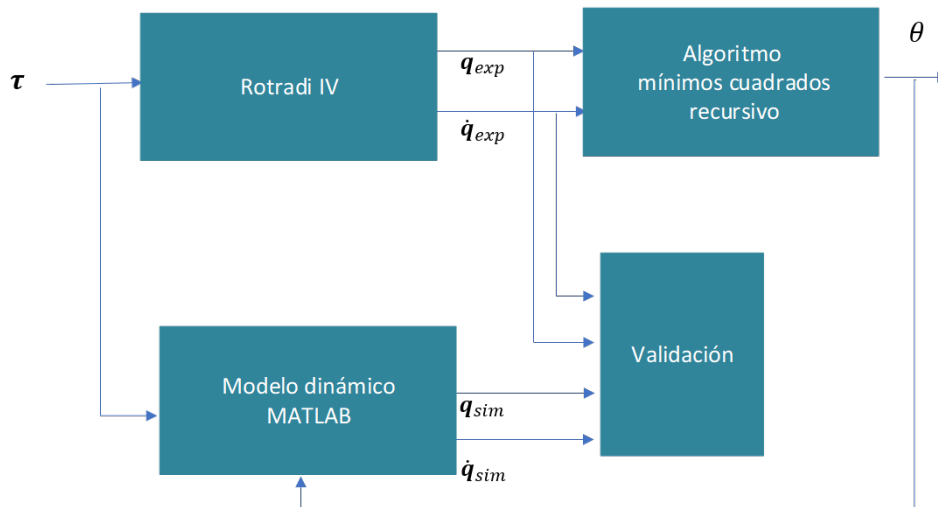 τ
Rotradi IV
q_exp
q̇_exp
Algoritmo
mínimos cuadrados
recursivo
θ
Validación
Modelo dinámico
MATLAB
q_sim
q̇_sim